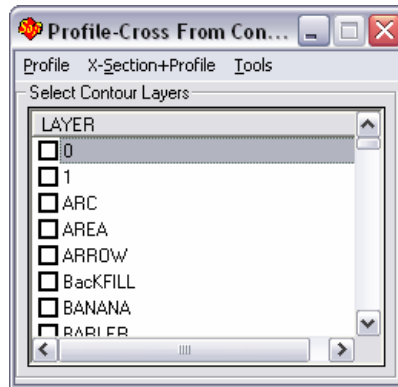 Profile-Cross From Con...
Profile X-Section+Profile Tools
Select Contour Layers
LAYER
0
1
ARC
AREA
ARROW
BacKFILL
BANANA
BARLER